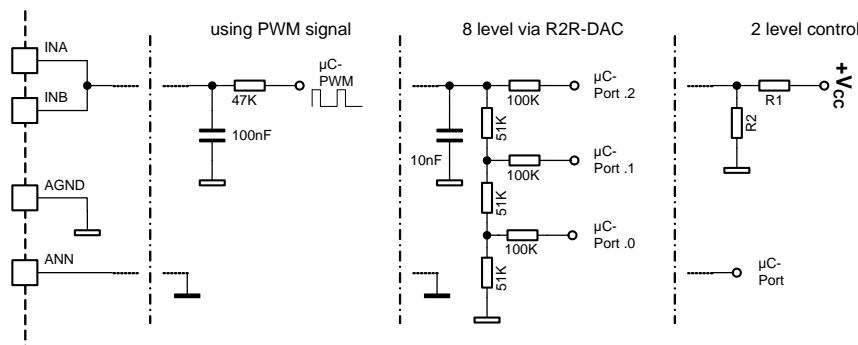 using PWM signal
8 level via R2R-DAC
2 level control
INA
INB
AGND
ANN
µC-
PWM
47K
100nF
µC-
Port .2
100K
51K
10nF
µC-
Port .1
100K
51K
µC-
Port .0
100K
51K
+VCC
R1
R2
µC-
Port